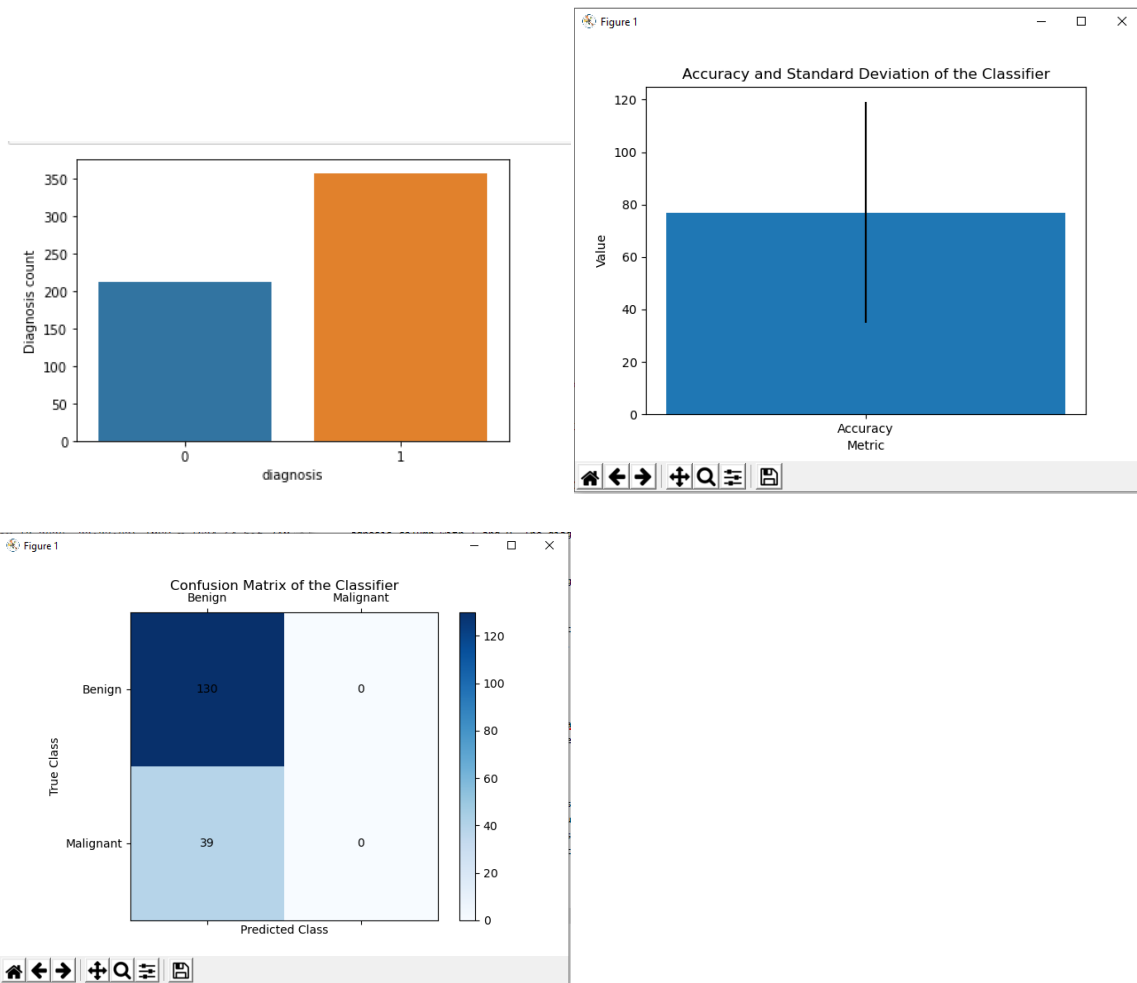 350
300
250
200
150
100
50
0
Diagnosis count
0 1
diagnosis
Figure 1
Accuracy and Standard Deviation of the Classifier
120
100
80
60
40
20
0
Value
Accuracy
Metric
Figure 1
Confusion Matrix of the Classifier
Benign Malignant
Benign
Malignant
True Class
130 0
39 0
Predicted Class
120
100
80
60
40
20
0